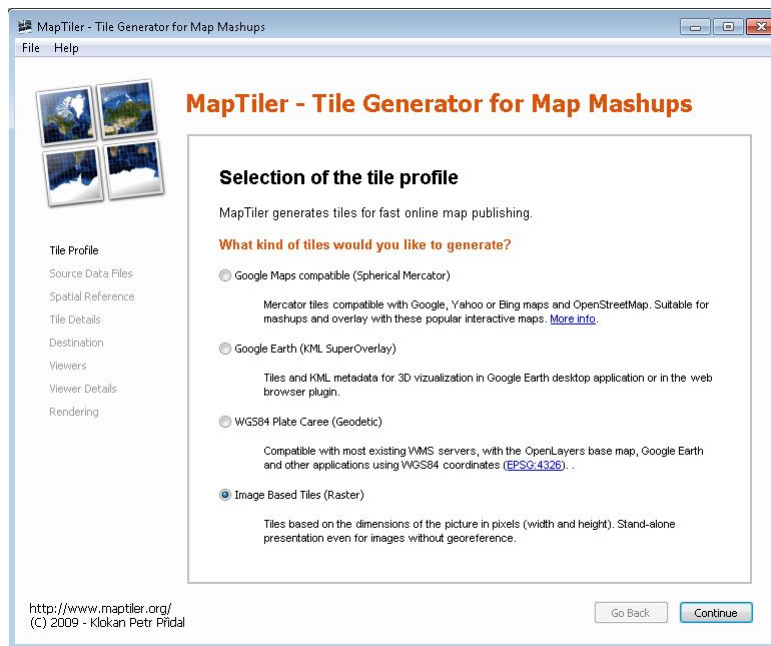 MapTiler - Tile Generator for Map Mashups
File Help
MapTiler - Tile Generator for Map Mashups
Selection of the tile profile
MapTiler generates tiles for fast online map publishing.
What kind of tiles would you like to generate?
Tile Profile
Source Data Files
Spatial Reference
Tile Details
Destination
Viewers
Viewer Details
Rendering
Google Maps compatible (Spherical Mercator)
Mercator tiles compatible with Google, Yahoo or Bing maps and OpenStreetMap. Suitable for
mashups and overlay with these popular interactive maps. More info.
Google Earth (KML SuperOverlay)
Tiles and KML metadata for 3D vizualization in Google Earth desktop application or in the web
browser plugin.
WGS84 Plate Caree (Geodetic)
Compatible with most existing WMS servers, with the OpenLayers base map, Google Earth
and other applications using WGS84 coordinates (EPSG:4326). .
Image Based Tiles (Raster)
Tiles based on the dimensions of the picture in pixels (width and height). Stand-alone
presentation even for images without georeference.
http://www.maptiler.org/
(C) 2009 - Klokan Petr Přidal
Go Back Continue